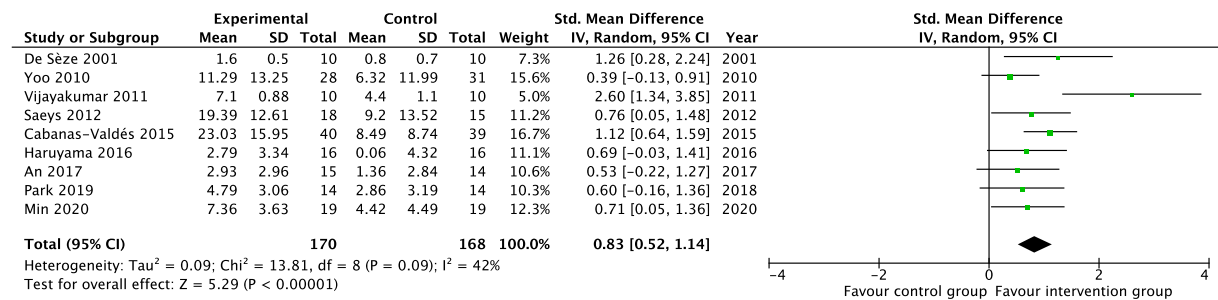 Experimental Control Std. Mean Difference Std. Mean Difference
Study or Subgroup Mean SD Total Mean SD Total Weight IV, Random, 95% CI Year IV, Random, 95% CI
De Sèze 2001 1.6 0.5 10 0.8 0.7 10 7.3% 1.26 [0.28, 2.24] 2001
Yoo 2010 11.29 13.25 28 6.32 11.99 31 15.6% 0.39 [-0.13, 0.91] 2010
Vijayakumar 2011 7.1 0.88 10 4.4 1.1 10 5.0% 2.60 [1.34, 3.85] 2011
Saeys 2012 19.39 12.61 18 9.2 13.52 15 11.2% 0.76 [0.05, 1.48] 2012
Cabanas-Valdés 2015 23.03 15.95 40 8.49 8.74 39 16.7% 1.12 [0.64, 1.59] 2015
Haruyama 2016 2.79 3.34 16 0.06 4.32 16 11.1% 0.69 [-0.03, 1.41] 2016
An 2017 2.93 2.96 15 1.36 2.84 14 10.6% 0.53 [-0.22, 1.27] 2017
Park 2019 4.79 3.06 14 2.86 3.19 14 10.3% 0.60 [-0.16, 1.36] 2018
Min 2020 7.36 3.63 19 4.42 4.49 19 12.3% 0.71 [0.05, 1.36] 2020
Total (95% CI) 170 168 100.0% 0.83 [0.52, 1.14]
Heterogeneity: Tau² = 0.09; Chi² = 13.81, df = 8 (P = 0.09); I² = 42%
Test for overall effect: Z = 5.29 (P < 0.00001)
-4 -2 0 2 4
Favour control group Favour intervention group